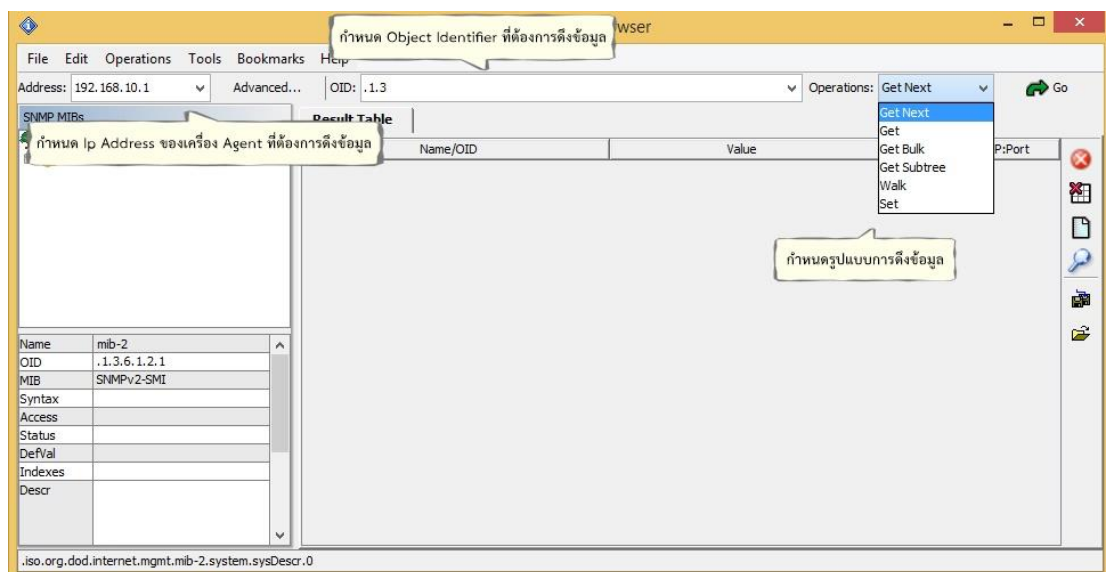 wser
กำหนด Object Identifier ที่ต้องการดึงข้อมูล
File Edit Operations Tools Bookmarks
Address: 192.168.10.1 Advanced... OID: .1.3 Operations: Get Next Go
SNMP MIBs
Result Table
กำหนด Ip Address ของเครื่อง Agent ที่ต้องการดึงข้อมูล
Name/OID Value P:Port
Get Next
Get
Get Bulk
Get Subtree
Walk
Set
กำหนดรูปแบบการดึงข้อมูล
Name mib-2
OID .1.3.6.1.2.1
MIB SNMPv2-SMI
Syntax
Access
Status
DefVal
Indexes
Descr
.iso.org.dod.internet.mgmt.mib-2.system.sysDescr.0